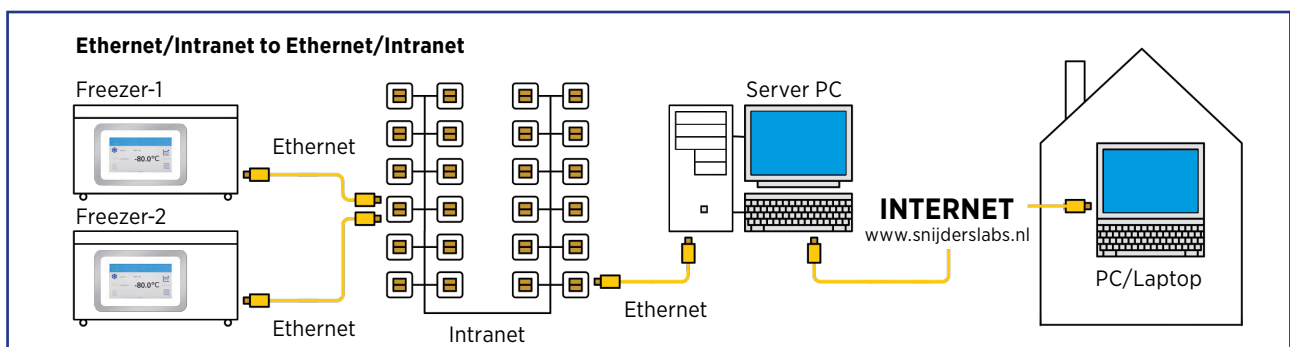 Ethernet/Intranet to Ethernet/Intranet
Freezer-1
-80.0°C
Ethernet
Freezer-2
-80.0°C
Ethernet
Intranet
Ethernet
Server PC
INTERNET
www.snijderslabs.nl
PC/Laptop